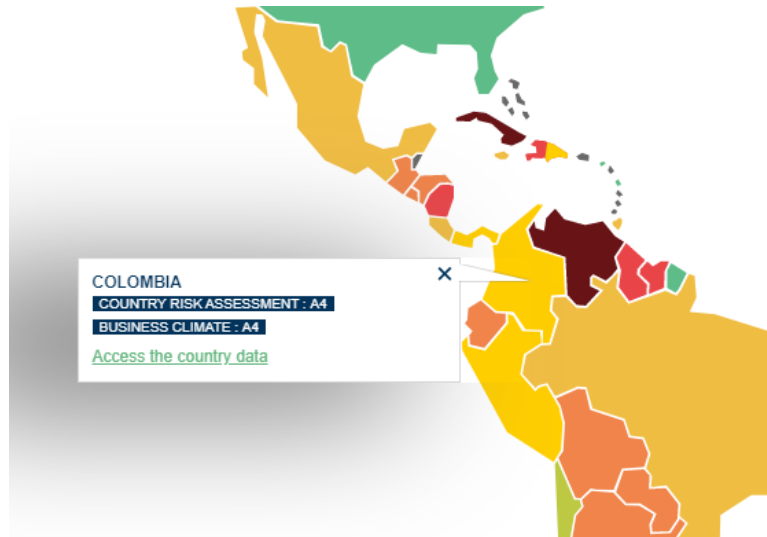 COLOMBIA
COUNTRY RISK ASSESSMENT : A4
BUSINESS CLIMATE : A4
Access the country data